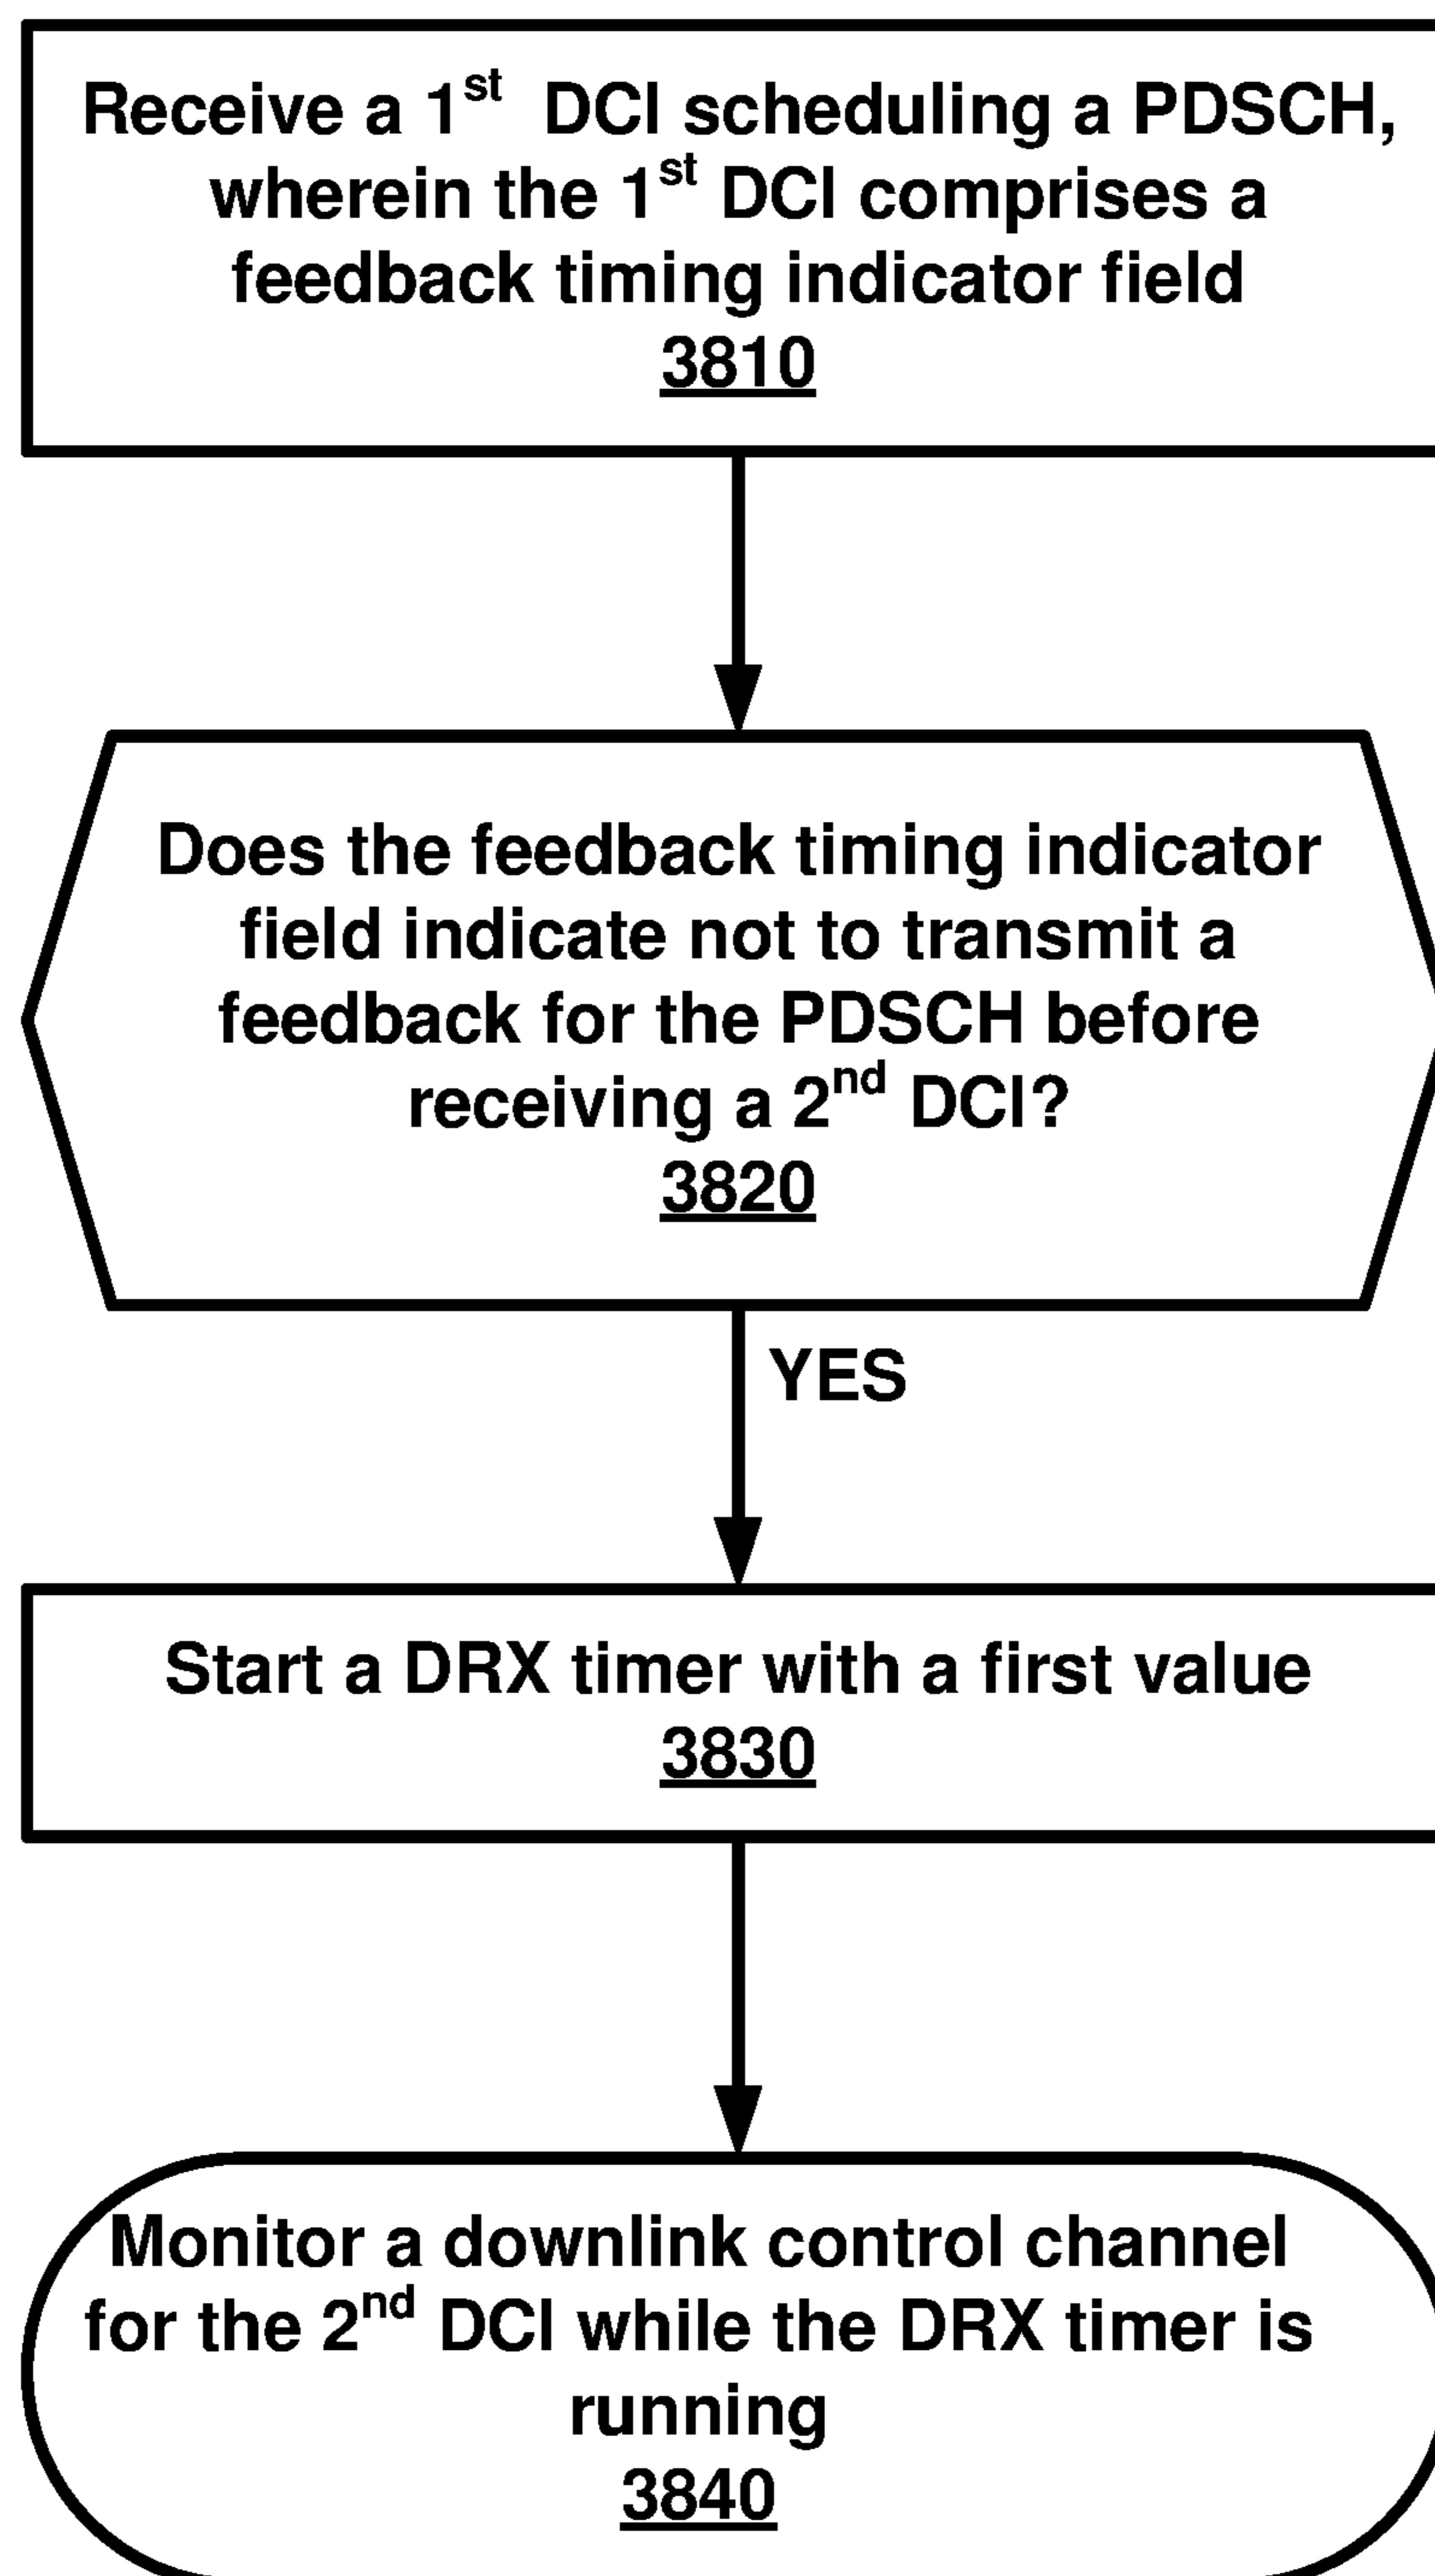 Receive a 1st DCI scheduling a PDSCH,
wherein the 1st DCI comprises a
feedback timing indicator field
3810
Does the feedback timing indicator
field indicate not to transmit a
feedback for the PDSCH before
receiving a 2nd DCI?
3820
YES
Start a DRX timer with a first value
3830
Monitor a downlink control channel
for the 2nd DCI while the DRX timer is
running
3840